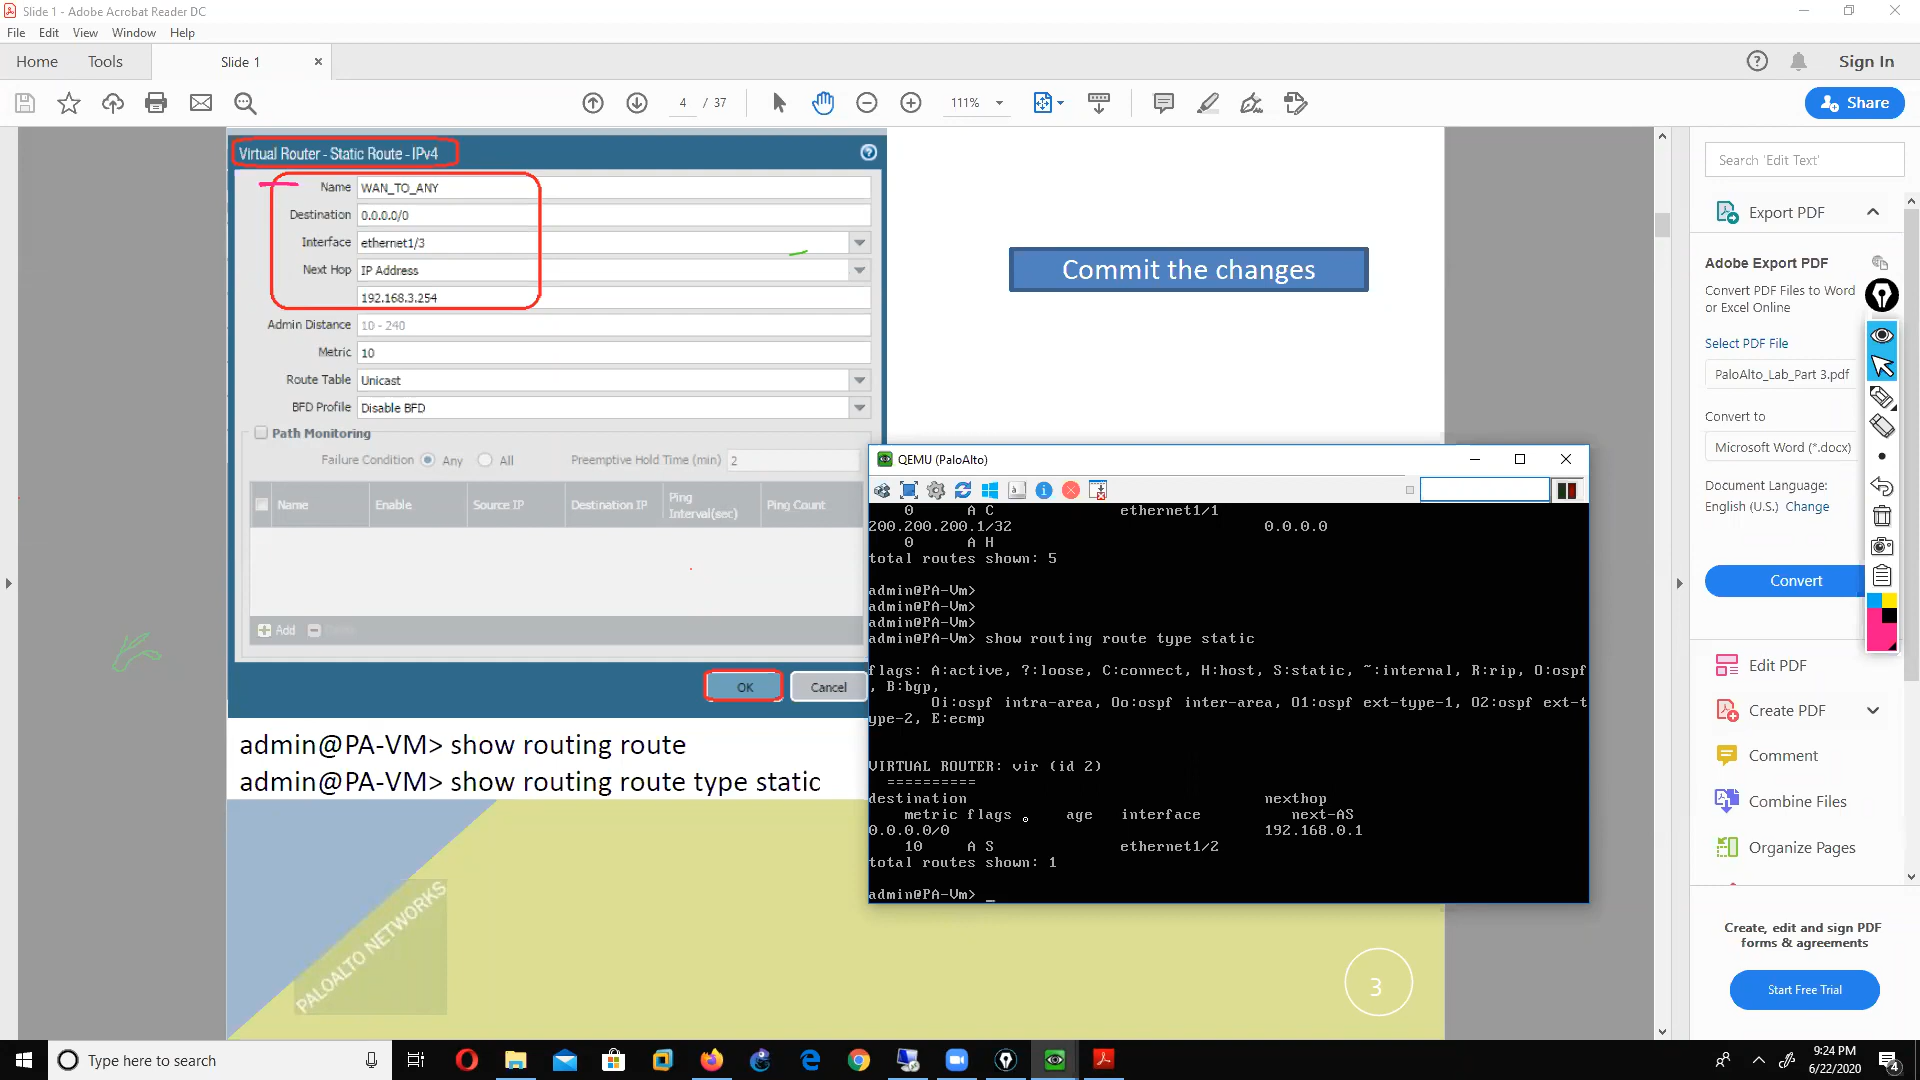 Slide 1 - Adobe Acrobat Reader DC
File Edit View Window Help
Home Tools Slide 1 ×
Sign In
4 / 37
111%
Share
Virtual Router - Static Route - IPv4
Name WAN_TO_ANY
Destination 0.0.0.0/0
Interface ethernet1/3
Next Hop IP Address
192.168.3.254
Admin Distance 10 - 240
Metric 10
Route Table Unicast
BFD Profile Disable BFD
Path Monitoring
Failure Condition Any All Preemptive Hold Time (min) 2
Name Enable Source IP Destination IP Ping Interval(sec) Ping Count
Add
OK Cancel
Commit the changes
admin@PA-VM> show routing route
admin@PA-VM> show routing route type static
PALOALTO NETWORKS
3
QEMU (PaloAlto)
0 A C ethernet1/1
200.200.200.1/32 0.0.0.0
0 A H
total routes shown: 5
admin@PA-Vm>
admin@PA-Vm>
admin@PA-Vm>
admin@PA-Vm> show routing route type static
flags: A:active, ?:loose, C:connect, H:host, S:static, ~:internal, R:rip, O:ospf
, B:bgp,
Oi:ospf intra-area, Oo:ospf inter-area, O1:ospf ext-type-1, O2:ospf ext-t
ype-2, E:ecmp
VIRTUAL ROUTER: vir (id 2)
==========
destination nexthop
metric flags age interface next-AS
0.0.0.0/0 192.168.0.1
10 A S ethernet1/2
total routes shown: 1
admin@PA-Vm> _
Search 'Edit Text'
Export PDF
Adobe Export PDF
Convert PDF Files to Word
or Excel Online
Select PDF File
PaloAlto_Lab_Part 3.pdf
Convert to
Microsoft Word (*.docx)
Document Language:
English (U.S.) Change
Convert
Edit PDF
Create PDF
Comment
Combine Files
Organize Pages
Create, edit and sign PDF
forms & agreements
Start Free Trial
Type here to search
9:24 PM
6/22/2020
4